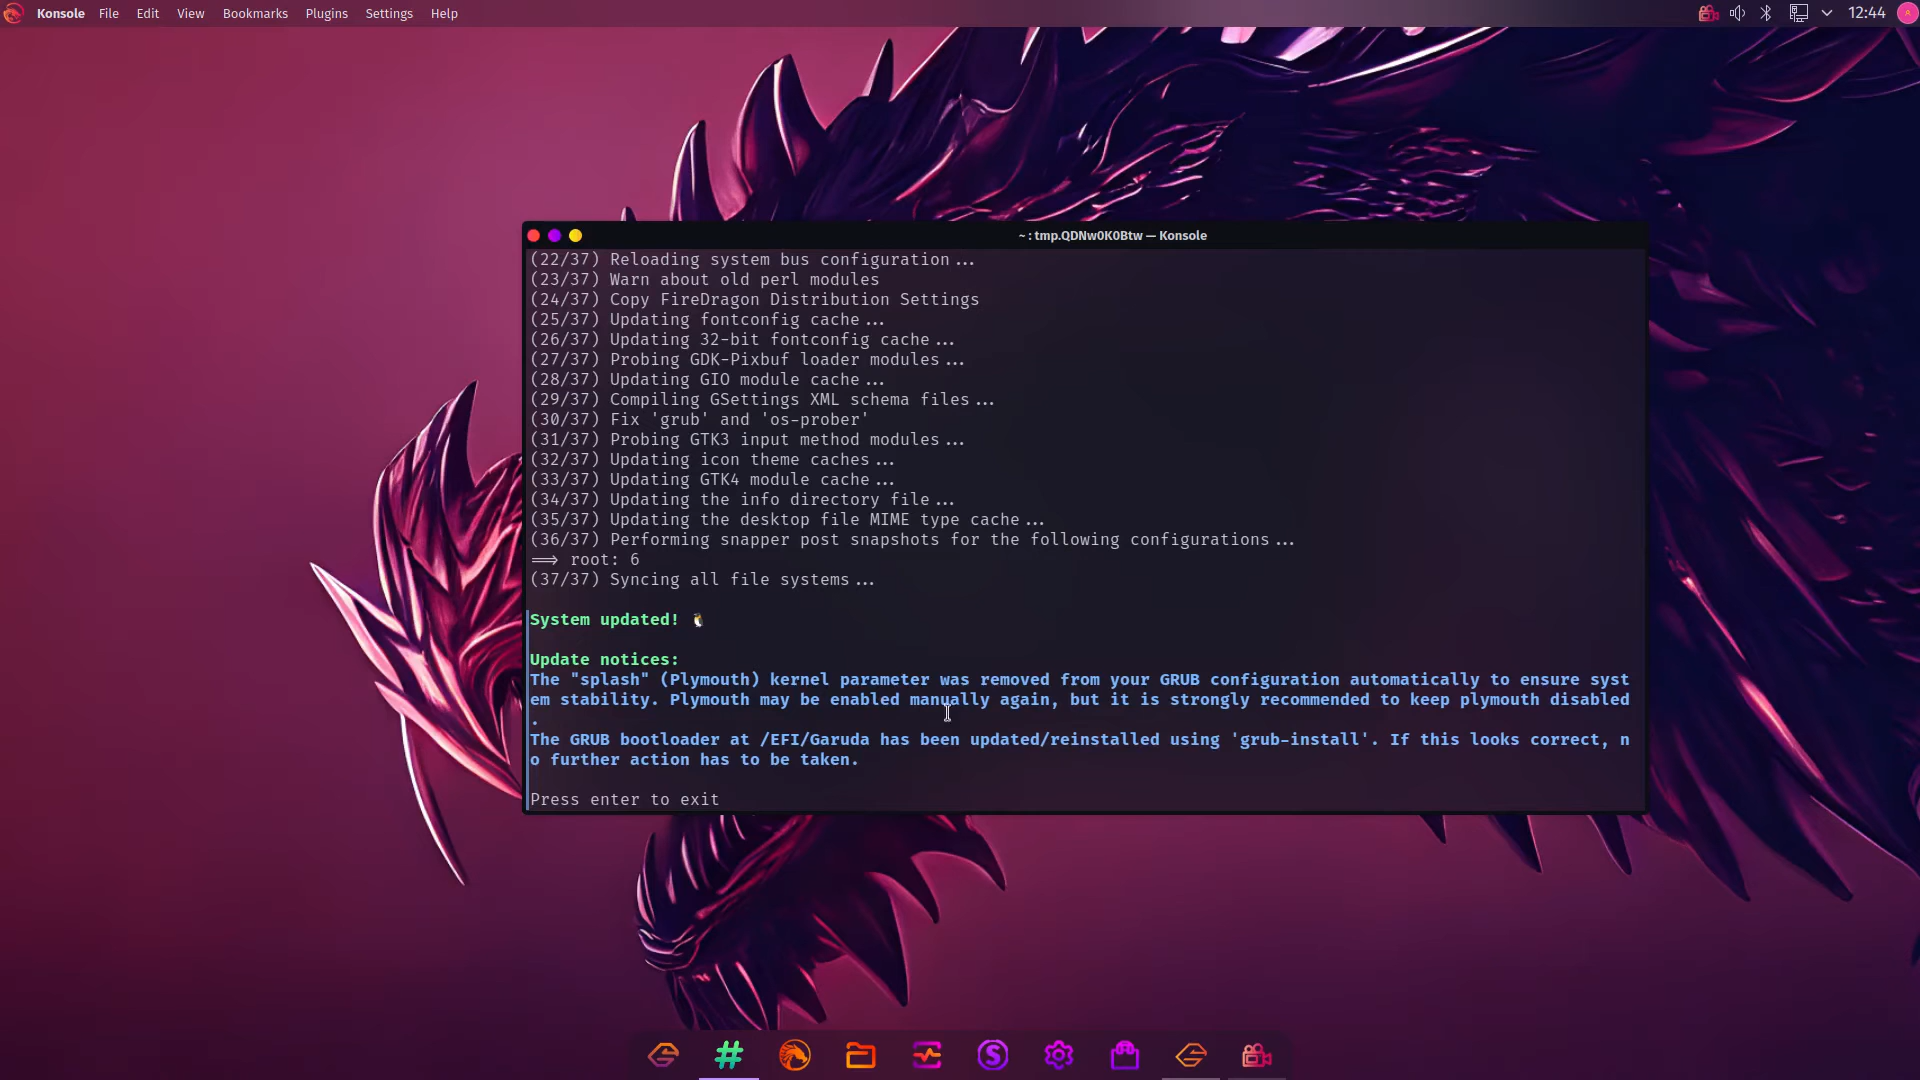 Konsole File Edit View Bookmarks Plugins Settings Help 12:44
~ : tmp.QDNw0K0Btw — Konsole
(22/37) Reloading system bus configuration...
(23/37) Warn about old perl modules
(24/37) Copy FireDragon Distribution Settings
(25/37) Updating fontconfig cache...
(26/37) Updating 32-bit fontconfig cache...
(27/37) Probing GDK-Pixbuf loader modules...
(28/37) Updating GIO module cache...
(29/37) Compiling GSettings XML schema files...
(30/37) Fix 'grub' and 'os-prober'
(31/37) Probing GTK3 input method modules...
(32/37) Updating icon theme caches...
(33/37) Updating GTK4 module cache...
(34/37) Updating the info directory file...
(35/37) Updating the desktop file MIME type cache...
(36/37) Performing snapper post snapshots for the following configurations...
==> root: 6
(37/37) Syncing all file systems...
System updated! 🐧
Update notices:
The "splash" (Plymouth) kernel parameter was removed from your GRUB configuration automatically to ensure syst
em stability. Plymouth may be enabled manually again, but it is strongly recommended to keep plymouth disabled
.
The GRUB bootloader at /EFI/Garuda has been updated/reinstalled using 'grub-install'. If this looks correct, n
o further action has to be taken.
Press enter to exit